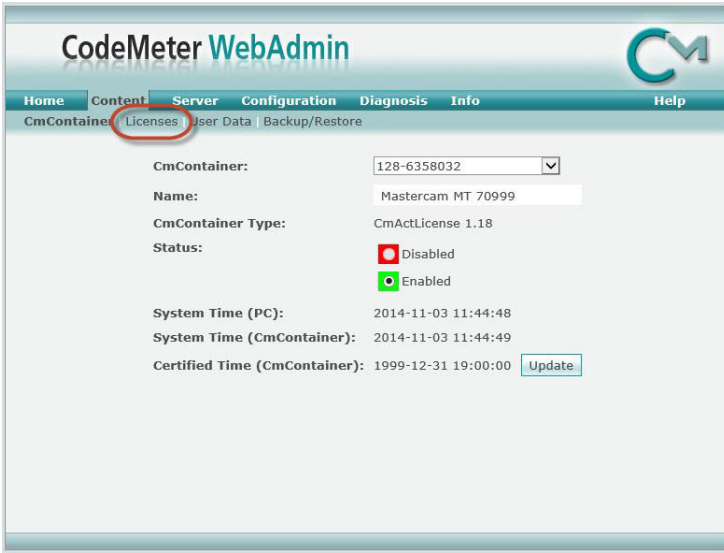 CodeMeter WebAdmin
CM
Home Content Server Configuration Diagnosis Info Help
CmContainer | Licenses | User Data | Backup/Restore
CmContainer: 128-6358032
Name: Mastercam MT 70999
CmContainer Type: CmActLicense 1.18
Status: Disabled
Enabled
System Time (PC): 2014-11-03 11:44:48
System Time (CmContainer): 2014-11-03 11:44:49
Certified Time (CmContainer): 1999-12-31 19:00:00 Update